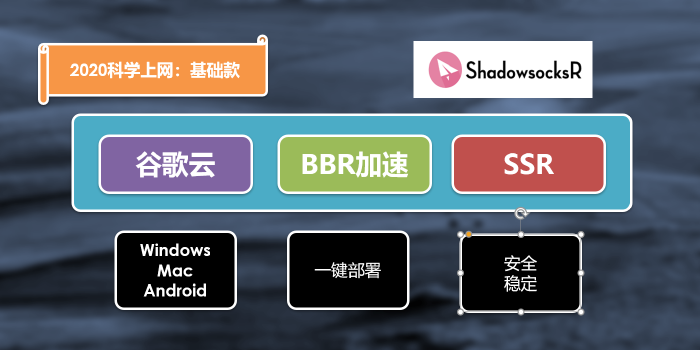 2020科学上网：基础款
ShadowsocksR
谷歌云
BBR加速
SSR
Windows
Mac
Android
一键部署
安全
稳定